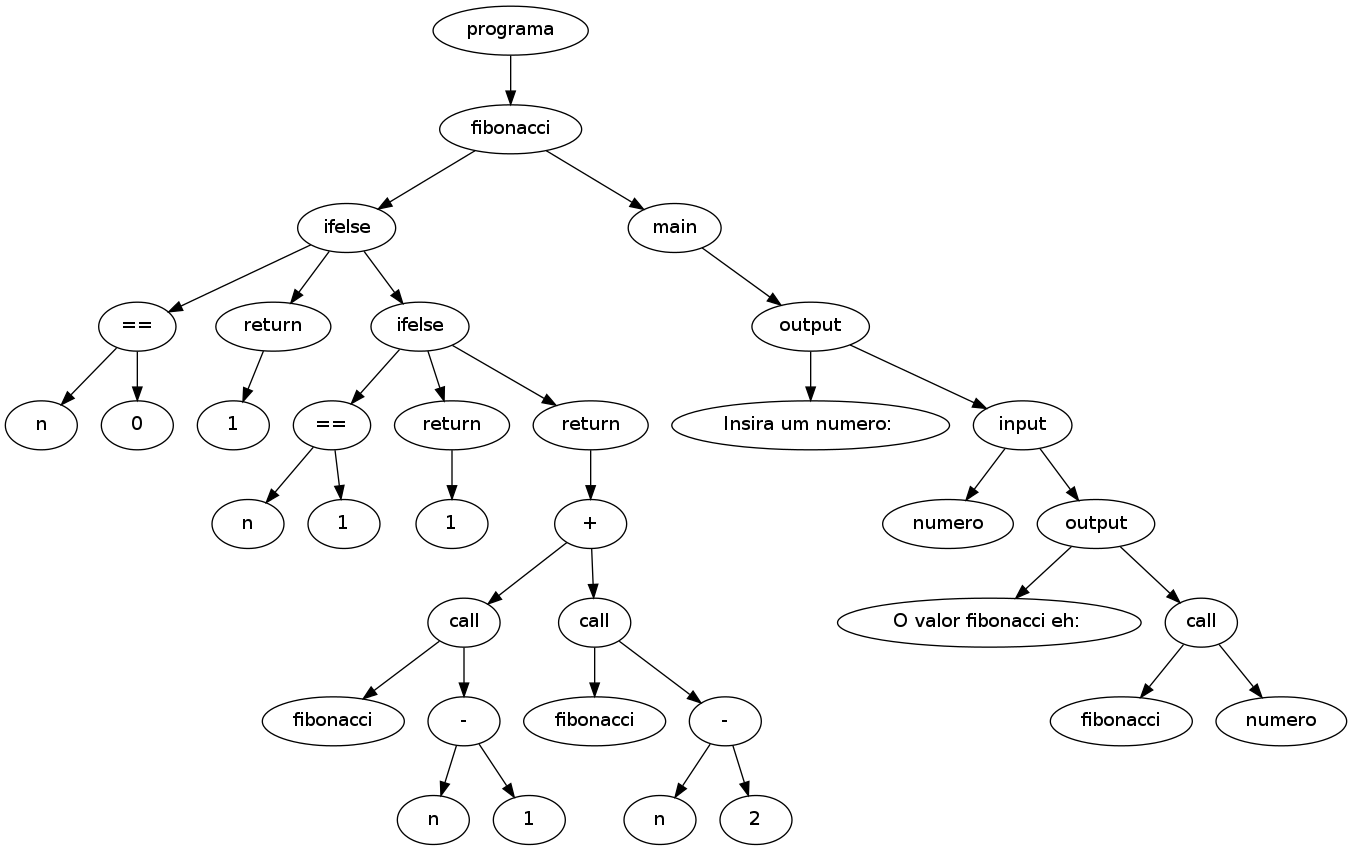 programa
fibonacci
ifelse
main
==
return
ifelse
output
n
0
1
==
return
return
Insira um numero:
input
n
1
1
+
numero
output
call
call
O valor fibonacci eh:
call
fibonacci
-
fibonacci
-
fibonacci
numero
n
1
n
2